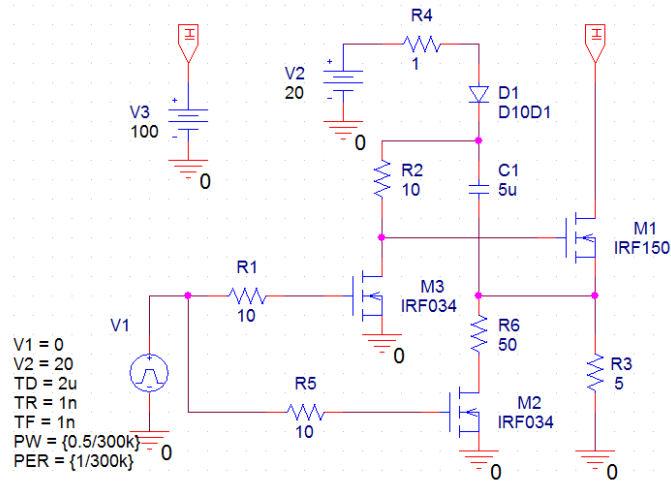 H
H
R4
1
V2
20
V3
100
0
0
D1
D10D1
R2
10
C1
5u
M1
IRF150
R1
10
M3
IRF034
0
V1
V1 = 0
V2 = 20
TD = 2u
TR = 1n
TF = 1n
PW = {0.5/300k}
PER = {1/300k}
0
R6
50
R3
5
R5
10
M2
IRF034
0
0